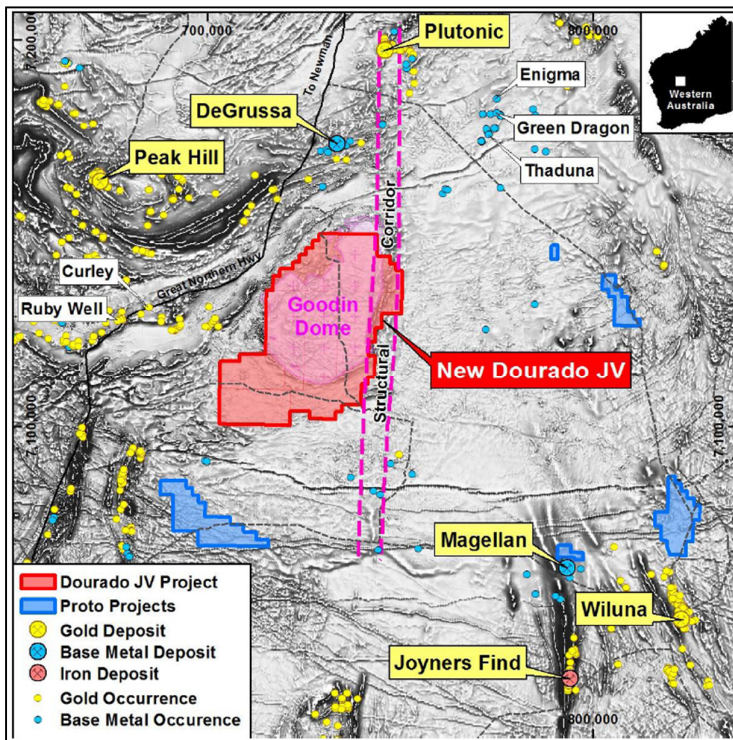 700,000
800,000
7,200,000
Plutonic
To Newman
Western
Australia
Enigma
DeGrussa
Green Dragon
Peak Hill
Thaduna
Corridor
Curley
Great Northern Hwy
Ruby Well
Goodin
Dome
New Dourado JV
Structural
7,100,000
7,100,000
Magellan
Dourado JV Project
Proto Projects
Gold Deposit
Base Metal Deposit
Iron Deposit
Gold Occurrence
Base Metal Occurence
Wiluna
Joyners Find
800,000